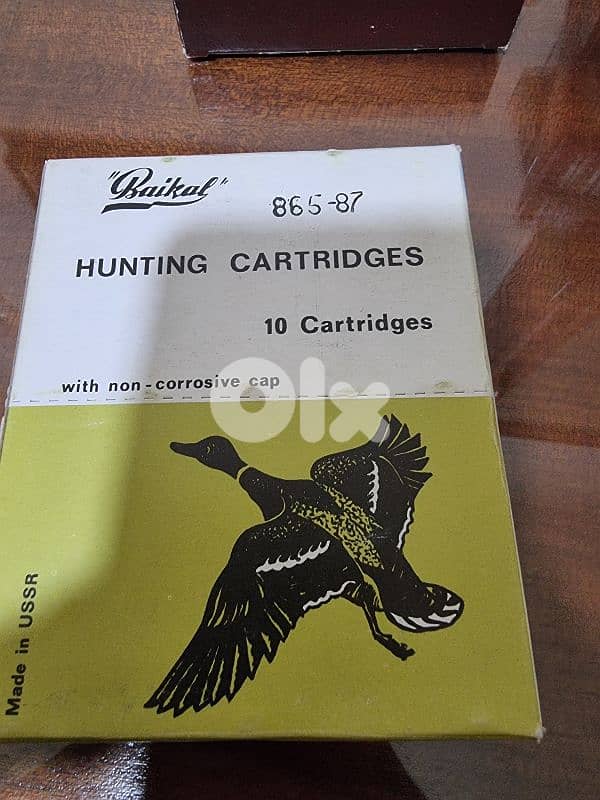 "Baikal"
865-87
HUNTING CARTRIDGES
10 Cartridges
with non-corrosive cap
olx
Made in USSR